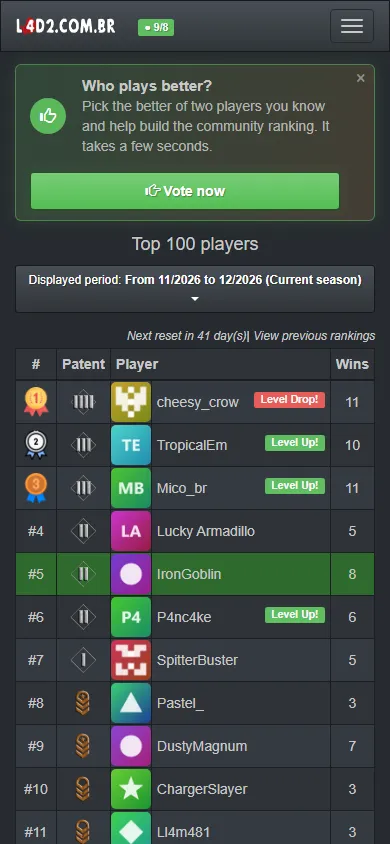 L4D2.COM.BR
● 9/8
Who plays better?
×
Pick the better of two players you know
and help build the community ranking. It
takes a few seconds.
Vote now
Top 100 players
Displayed period: From 11/2026 to 12/2026 (Current season)
Next reset in 41 day(s)| View previous rankings
# Patent Player Wins
1 cheesy_crow Level Drop! 11
2 TE TropicalEm Level Up! 10
3 MB Mico_br Level Up! 11
#4 LA Lucky Armadillo 5
#5 IronGoblin 8
#6 P4 P4nc4ke Level Up! 6
#7 SpitterBuster 5
#8 Pastel_ 3
#9 DustyMagnum 7
#10 ChargerSlayer 3
#11 Ll4m481 3